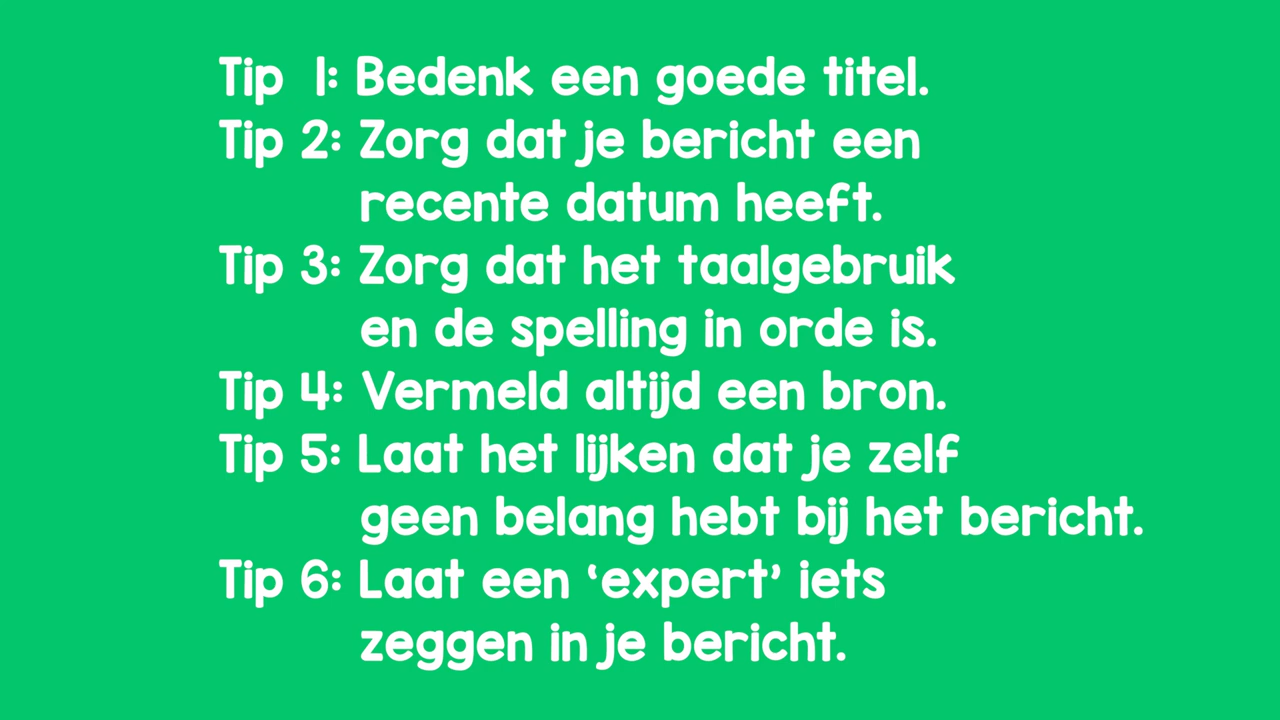 Tip 1: Bedenk een goede titel.
Tip 2: Zorg dat je bericht een
recente datum heeft.
Tip 3: Zorg dat het taalgebruik
en de spelling in orde is.
Tip 4: Vermeld altijd een bron.
Tip 5: Laat het lijken dat je zelf
geen belang hebt bij het bericht.
Tip 6: Laat een ‘expert’ iets
zeggen in je bericht.